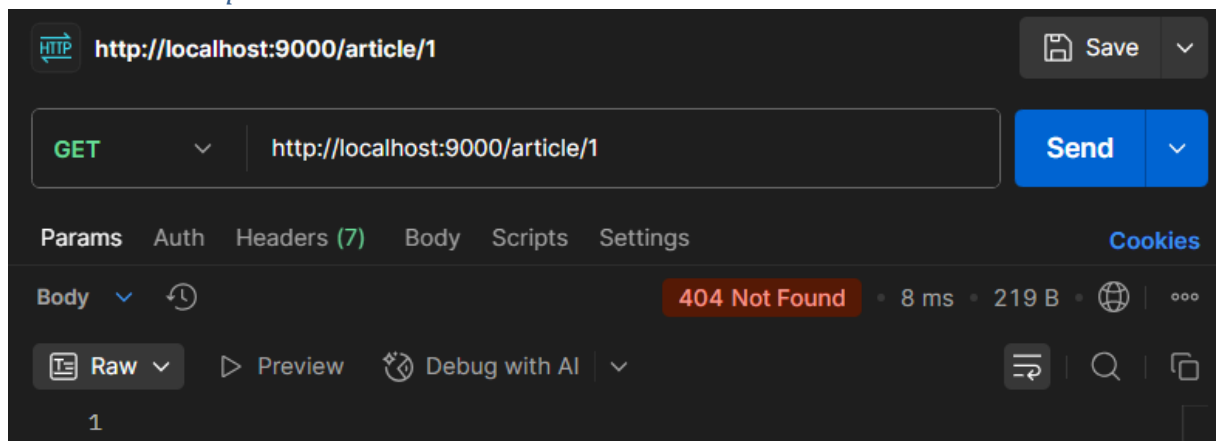 HTTP http://localhost:9000/article/1 Save
GET http://localhost:9000/article/1 Send
Params Auth Headers (7) Body Scripts Settings Cookies
Body 404 Not Found 8 ms 219 B
Raw Preview Debug with AI
1